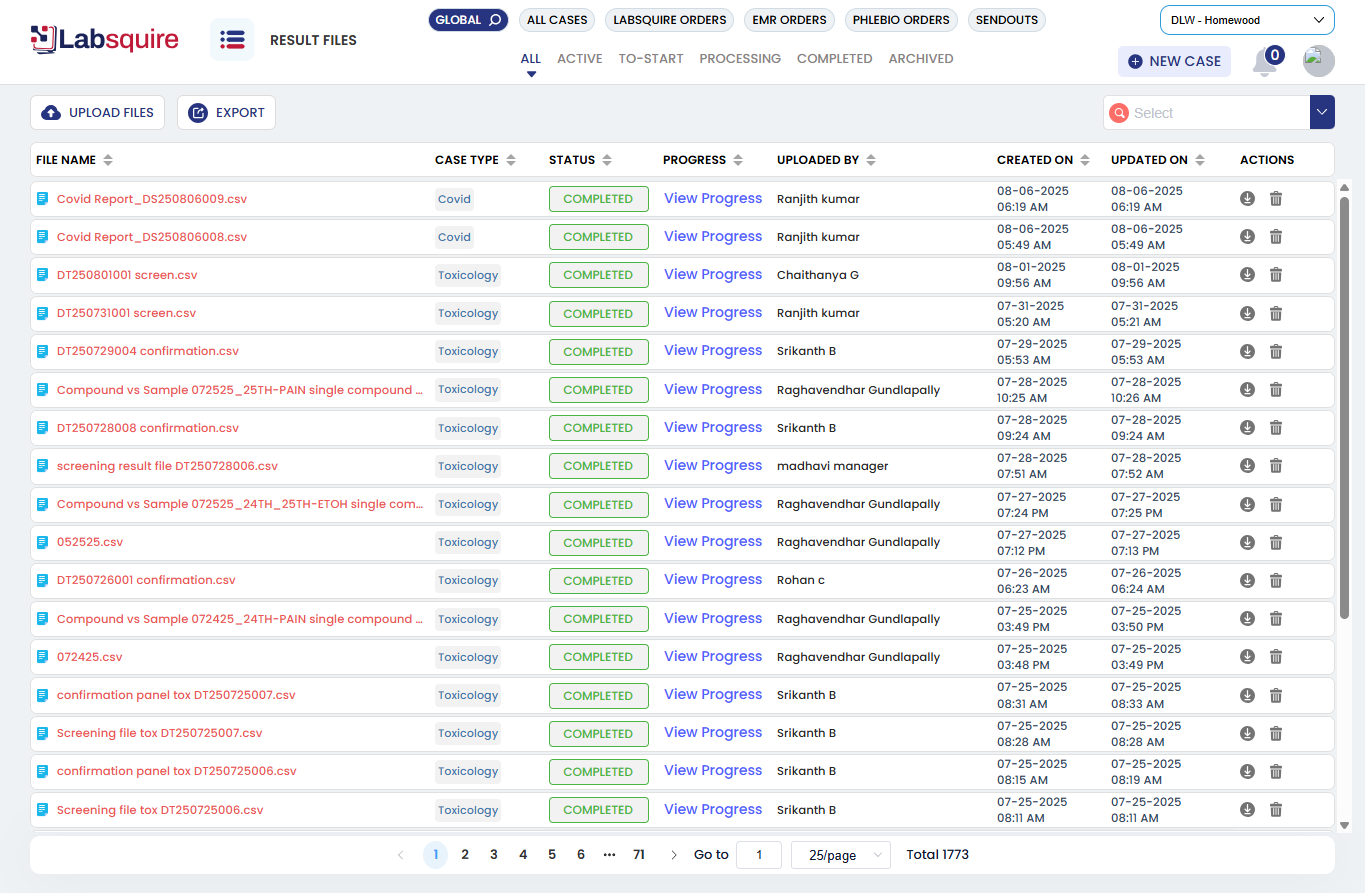 Labsquire
RESULT FILES
GLOBAL
ALL CASES
LABSQUIRE ORDERS
EMR ORDERS
PHLEBIO ORDERS
SENDOUTS
DLW - Homewood
ALL
ACTIVE
TO-START
PROCESSING
COMPLETED
ARCHIVED
NEW CASE
0
UPLOAD FILES
EXPORT
Select
FILE NAME CASE TYPE STATUS PROGRESS UPLOADED BY CREATED ON UPDATED ON ACTIONS
Covid Report_DS250806009.csv Covid COMPLETED View Progress Ranjith kumar 08-06-2025 08-06-2025
06:19 AM 06:19 AM
Covid Report_DS250806008.csv Covid COMPLETED View Progress Ranjith kumar 08-06-2025 08-06-2025
05:49 AM 05:49 AM
DT250801001 screen.csv Toxicology COMPLETED View Progress Chaithanya G 08-01-2025 08-01-2025
09:56 AM 09:56 AM
DT250731001 screen.csv Toxicology COMPLETED View Progress Ranjith kumar 07-31-2025 07-31-2025
05:20 AM 05:21 AM
DT250729004 confirmation.csv Toxicology COMPLETED View Progress Srikanth B 07-29-2025 07-29-2025
05:53 AM 05:53 AM
Compound vs Sample 072525_25TH-PAIN single compound ... Toxicology COMPLETED View Progress Raghavendhar Gundlapally 07-28-2025 07-28-2025
10:25 AM 10:26 AM
DT250728008 confirmation.csv Toxicology COMPLETED View Progress Srikanth B 07-28-2025 07-28-2025
09:24 AM 09:24 AM
screening result file DT250728006.csv Toxicology COMPLETED View Progress madhavi manager 07-28-2025 07-28-2025
07:51 AM 07:52 AM
Compound vs Sample 072525_24TH_25TH-ETOH single com... Toxicology COMPLETED View Progress Raghavendhar Gundlapally 07-27-2025 07-27-2025
07:24 PM 07:25 PM
052525.csv Toxicology COMPLETED View Progress Raghavendhar Gundlapally 07-27-2025 07-27-2025
07:12 PM 07:13 PM
DT250726001 confirmation.csv Toxicology COMPLETED View Progress Rohan c 07-26-2025 07-26-2025
06:23 AM 06:24 AM
Compound vs Sample 072425_24TH-PAIN single compound ... Toxicology COMPLETED View Progress Raghavendhar Gundlapally 07-25-2025 07-25-2025
03:49 PM 03:50 PM
072425.csv Toxicology COMPLETED View Progress Raghavendhar Gundlapally 07-25-2025 07-25-2025
03:48 PM 03:49 PM
confirmation panel tox DT250725007.csv Toxicology COMPLETED View Progress Srikanth B 07-25-2025 07-25-2025
08:31 AM 08:33 AM
Screening file tox DT250725007.csv Toxicology COMPLETED View Progress Srikanth B 07-25-2025 07-25-2025
08:28 AM 08:28 AM
confirmation panel tox DT250725006.csv Toxicology COMPLETED View Progress Srikanth B 07-25-2025 07-25-2025
08:15 AM 08:19 AM
Screening file tox DT250725006.csv Toxicology COMPLETED View Progress Srikanth B 07-25-2025 07-25-2025
08:11 AM 08:11 AM
1 2 3 4 5 6 ••• 71 Go to 1 25/page Total 1773